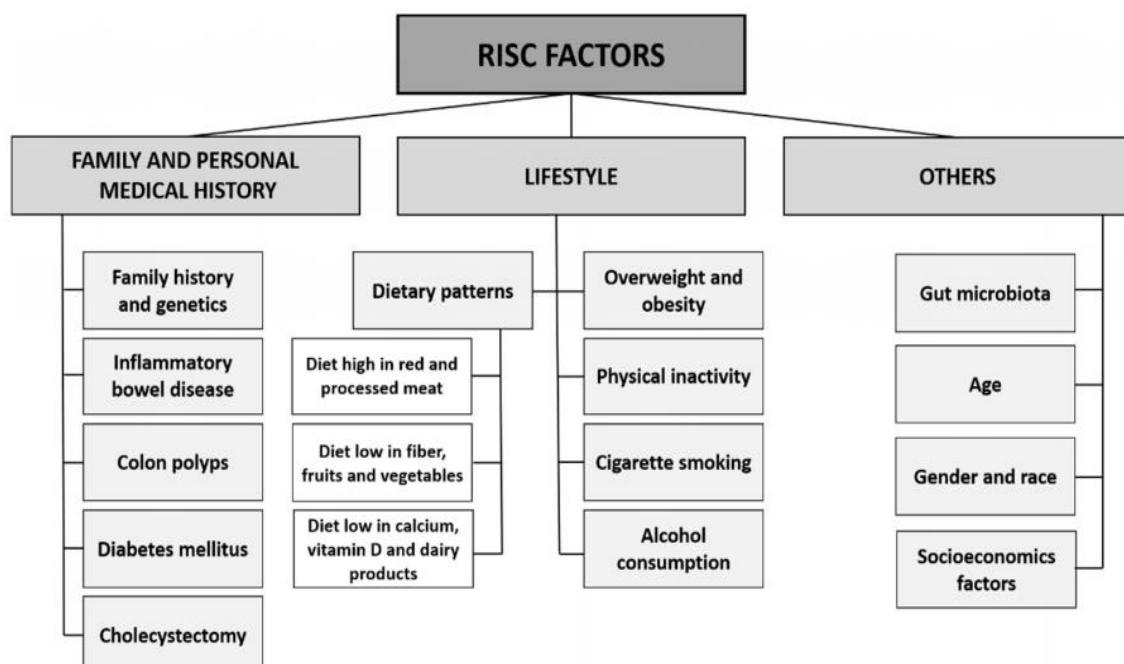 RISC FACTORS
FAMILY AND PERSONAL
MEDICAL HISTORY
Family history
and genetics
Inflammatory
bowel disease
Colon polyps
Diabetes mellitus
Cholecystectomy
LIFESTYLE
Dietary patterns
Diet high in red and
processed meat
Diet low in fiber,
fruits and vegetables
Diet low in calcium,
vitamin D and dairy
products
Overweight and
obesity
Physical inactivity
Cigarette smoking
Alcohol
consumption
OTHERS
Gut microbiota
Age
Gender and race
Socioeconomics
factors